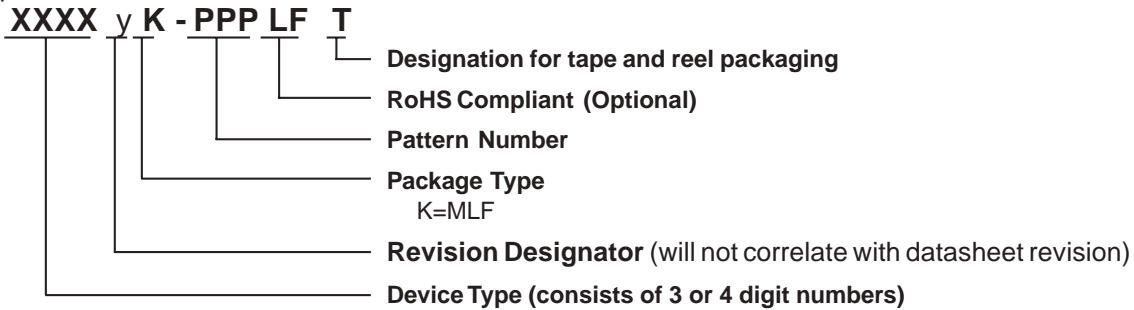 XXXX y K - PPP LF T
Designation for tape and reel packaging
RoHS Compliant (Optional)
Pattern Number
Package Type
K=MLF
Revision Designator (will not correlate with datasheet revision)
Device Type (consists of 3 or 4 digit numbers)